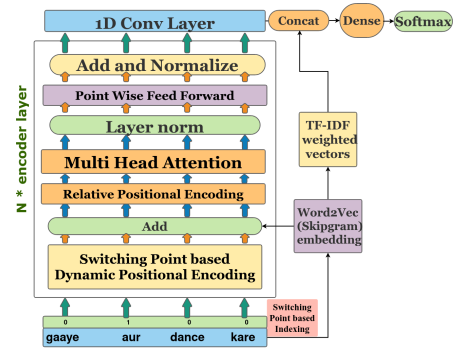 1D Conv Layer
Concat
Dense
Softmax
Add and Normalize
Point Wise Feed Forward
Layer norm
Multi Head Attention
Relative Positional Encoding
Add
Switching Point based
Dynamic Positional Encoding
N * encoder layer
TF-IDF
weighted
vectors
Word2Vec
(Skipgram)
embedding
Switching
Point based
Indexing
0 1 0 0
gaaye aur dance kare